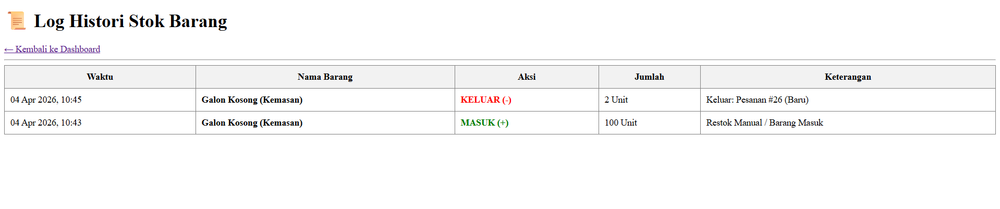 Log Histori Stok Barang
← Kembali ke Dashboard
Waktu Nama Barang Aksi Jumlah Keterangan
04 Apr 2026, 10:45 Galon Kosong (Kemasan) KELUAR (-) 2 Unit Keluar: Pesanan #26 (Baru)
04 Apr 2026, 10:43 Galon Kosong (Kemasan) MASUK (+) 100 Unit Restok Manual / Barang Masuk